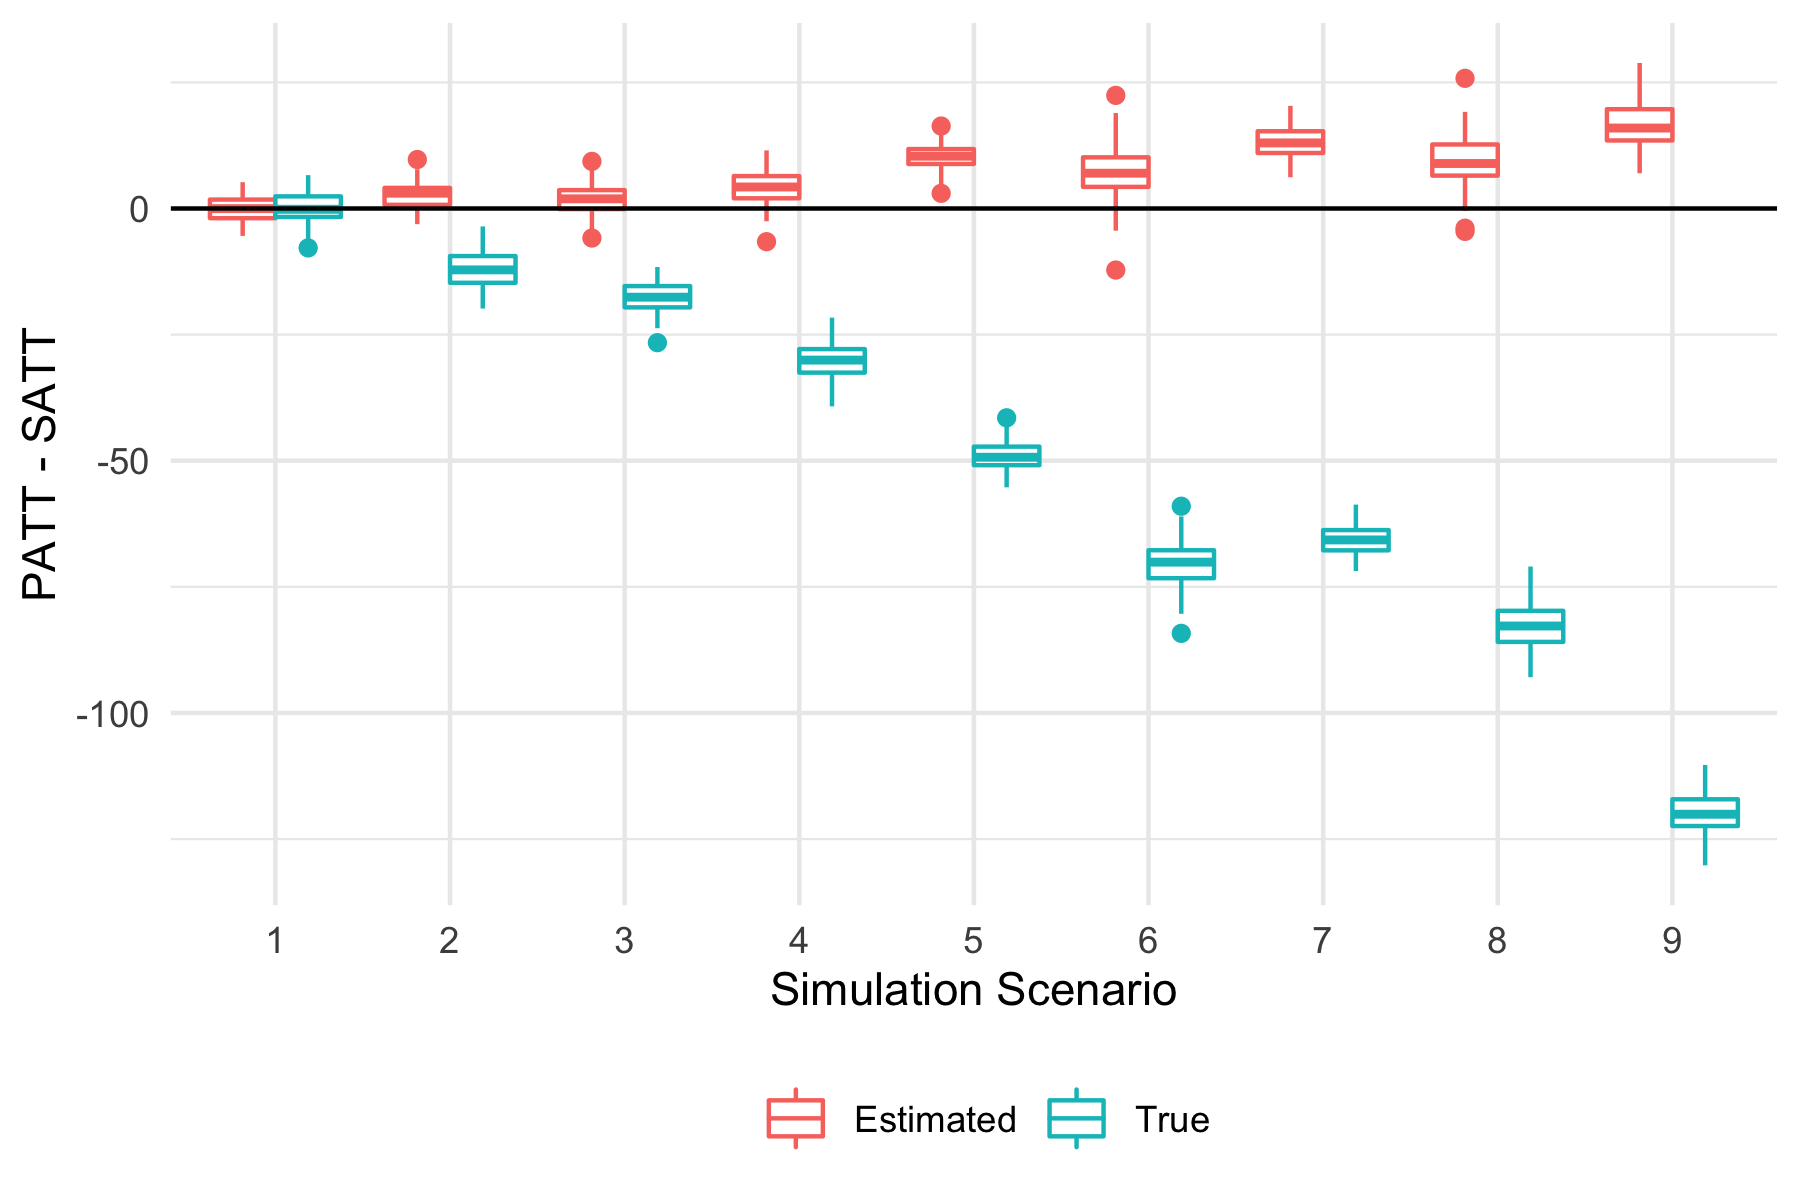 PATT - SATT
0
-50
-100
1 2 3 4 5 6 7 8 9
Simulation Scenario
Estimated True